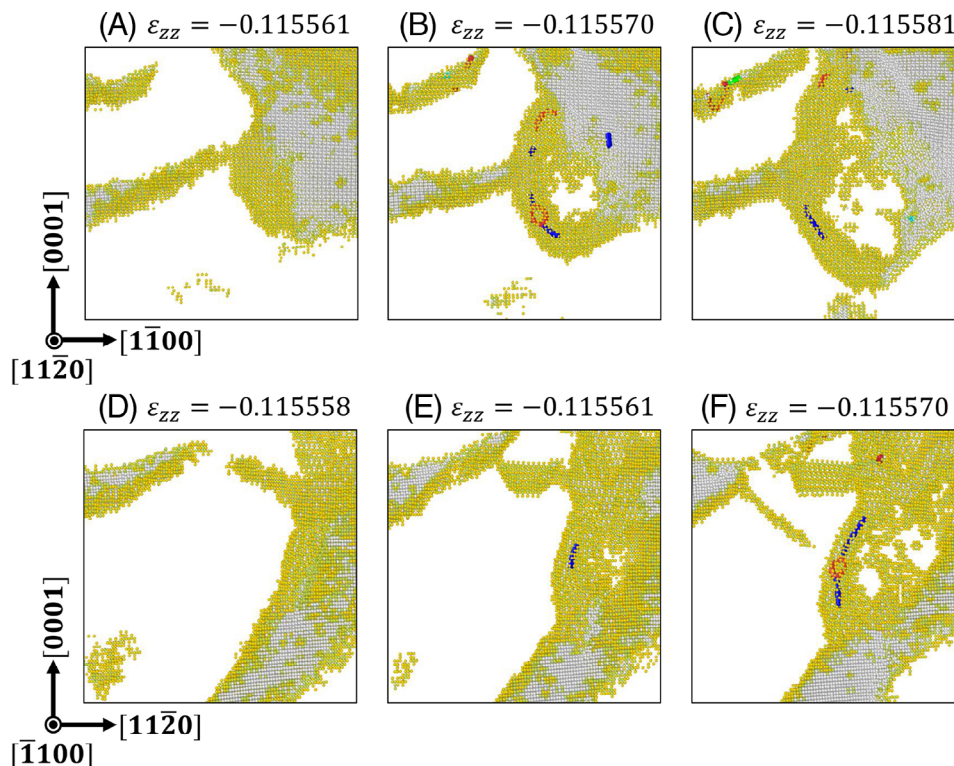 (A) εzz = −0.115561
(B) εzz = −0.115570
(C) εzz = −0.115581
[0001]
[11̅00]
[112̅0]
(D) εzz = −0.115558
(E) εzz = −0.115561
(F) εzz = −0.115570
[0001]
[112̅0]
[1̅100]